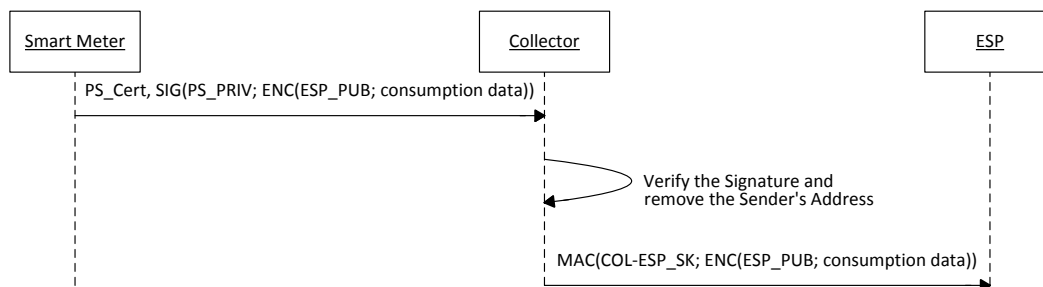 Smart Meter
Collector
ESP
PS_Cert, SIG(PS_PRIV; ENC(ESP_PUB; consumption data))
Verify the Signature and
remove the Sender's Address
MAC(COL-ESP_SK; ENC(ESP_PUB; consumption data))